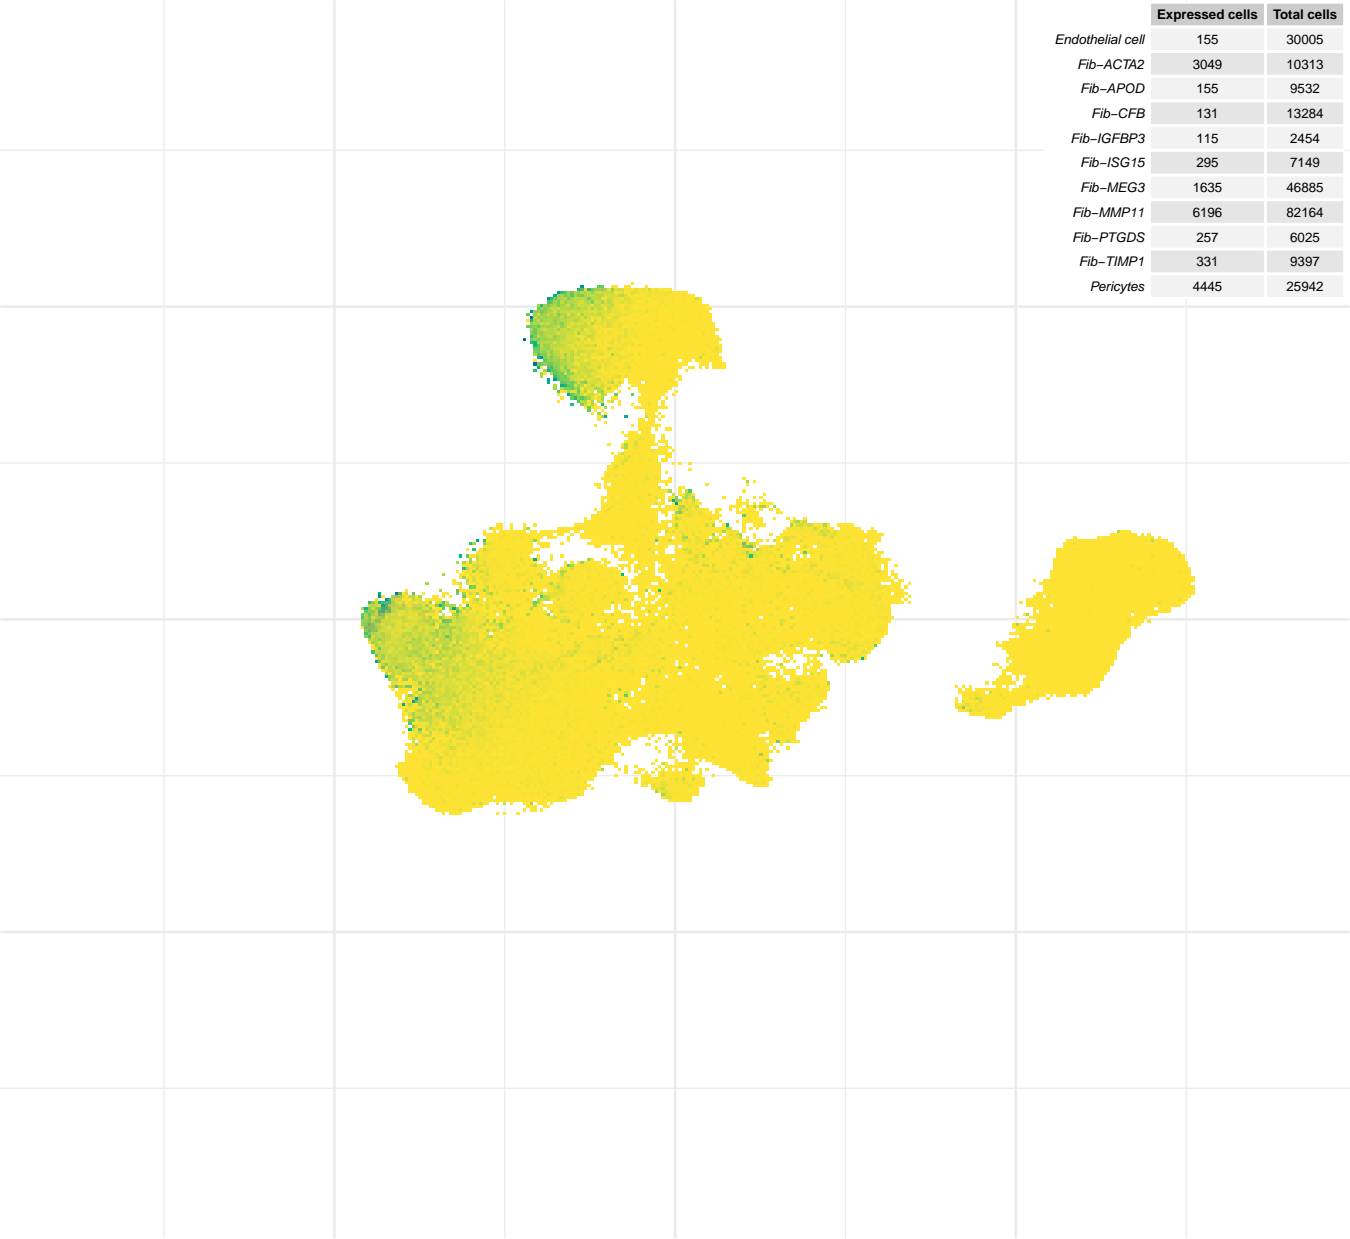 Expressed cells Total cells
Endothelial cell 155 30005
Fib−ACTA2 3049 10313
Fib−APOD 155 9532
Fib−CFB 131 13284
Fib−IGFBP3 115 2454
Fib−ISG15 295 7149
Fib−MEG3 1635 46885
Fib−MMP11 6196 82164
Fib−PTGDS 257 6025
Fib−TIMP1 331 9397
Pericytes 4445 25942